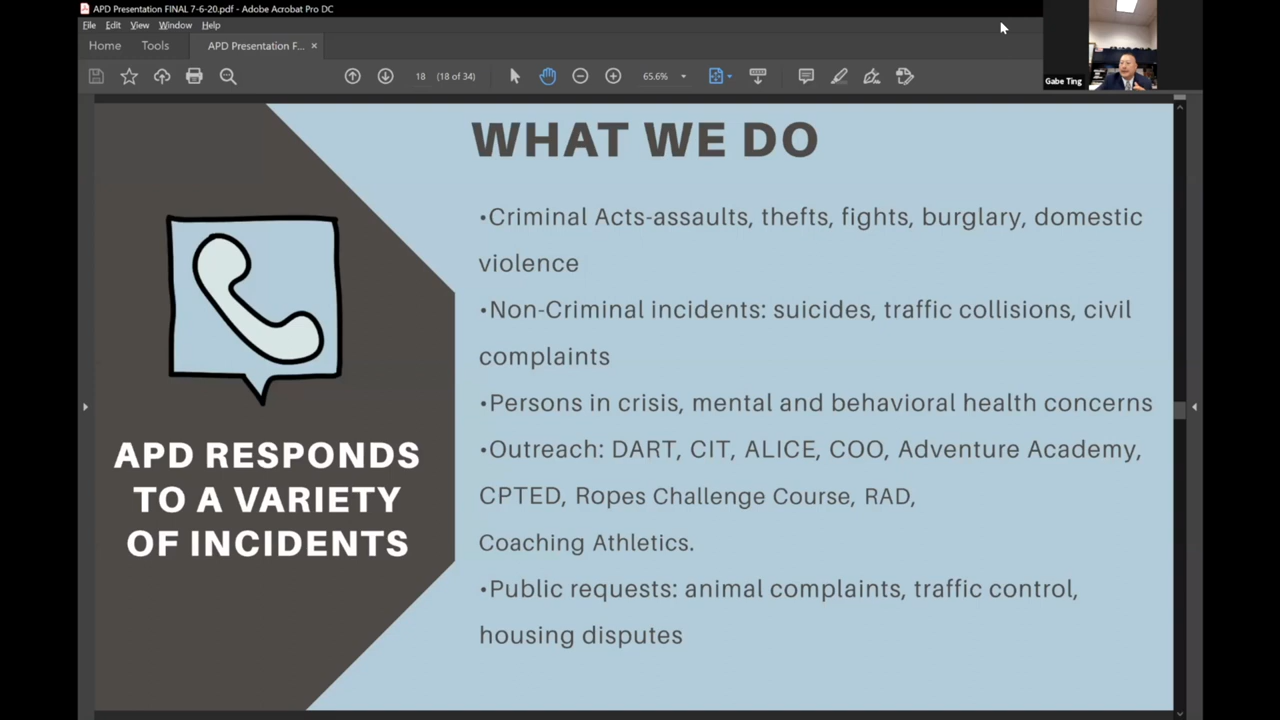 APD Presentation FINAL 7-6-20.pdf - Adobe Acrobat Pro DC
File Edit View Window Help
Home Tools APD Presentation F... ×
18 (18 of 34) 65.6%
Gabe Ting
WHAT WE DO
•Criminal Acts-assaults, thefts, fights, burglary, domestic
violence
•Non-Criminal incidents: suicides, traffic collisions, civil
complaints
•Persons in crisis, mental and behavioral health concerns
•Outreach: DART, CIT, ALICE, COO, Adventure Academy,
CPTED, Ropes Challenge Course, RAD,
Coaching Athletics.
•Public requests: animal complaints, traffic control,
housing disputes
APD RESPONDS
TO A VARIETY
OF INCIDENTS